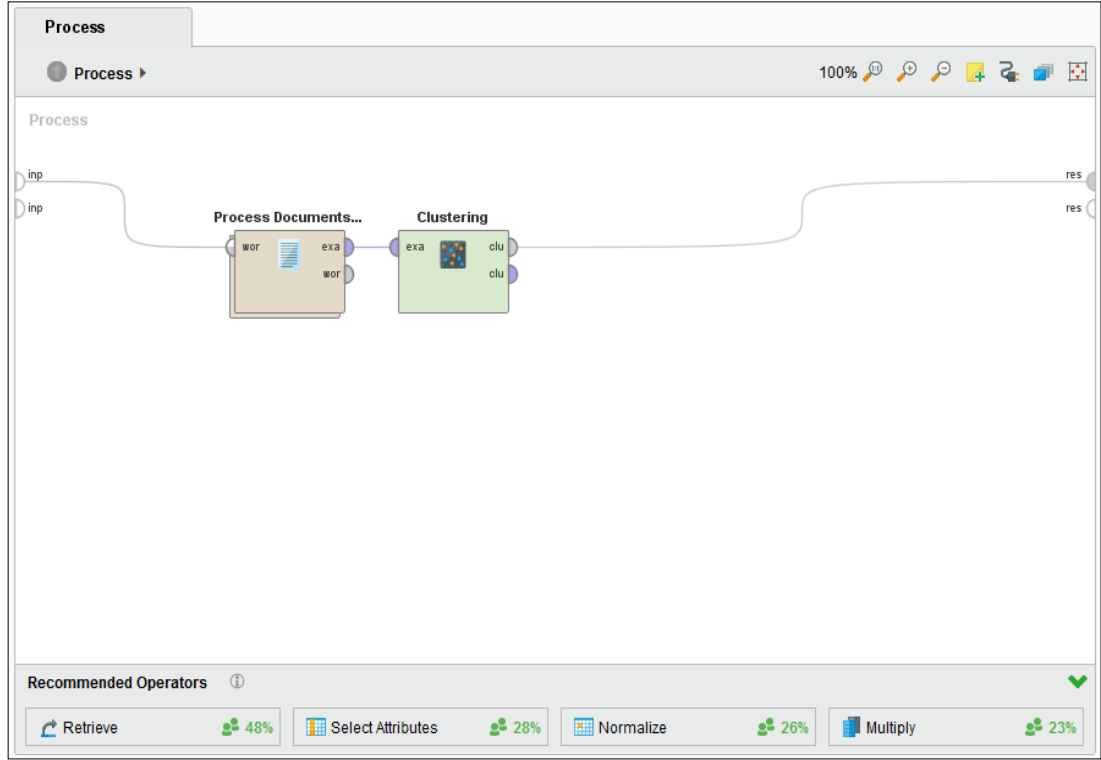 Process
Process
100%
Process
inp
res
inp
res
Process Documents...
Clustering
wor
exa
exa
clu
wor
clu
Recommended Operators
Retrieve 48%
Select Attributes 28%
Normalize 26%
Multiply 23%